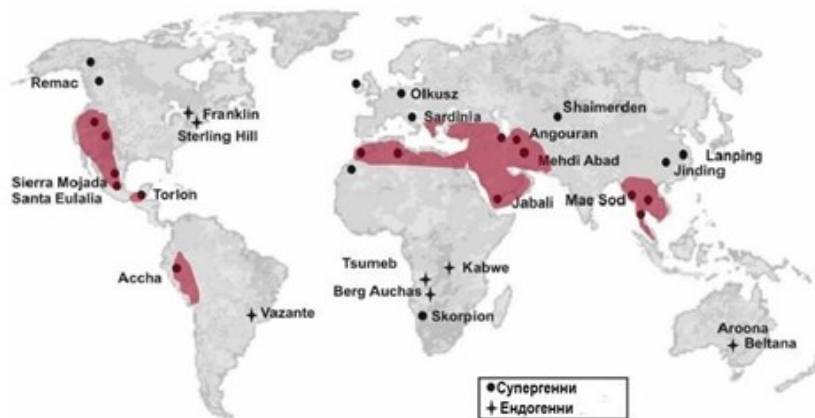 Remac
Franklin
Sterling Hill
Olkusz
Sardinia
Shaimerden
Angouran
Mehdi Abad
Lanping
Jinding
Sierra Mojada
Santa Eulalia
Torlon
Jabali
Mae Sod
Accha
Tsumeb
Kabwe
Berg Auchas
Vazante
Skorpion
Aroona
Beltana
Супергенни
Ендогенни